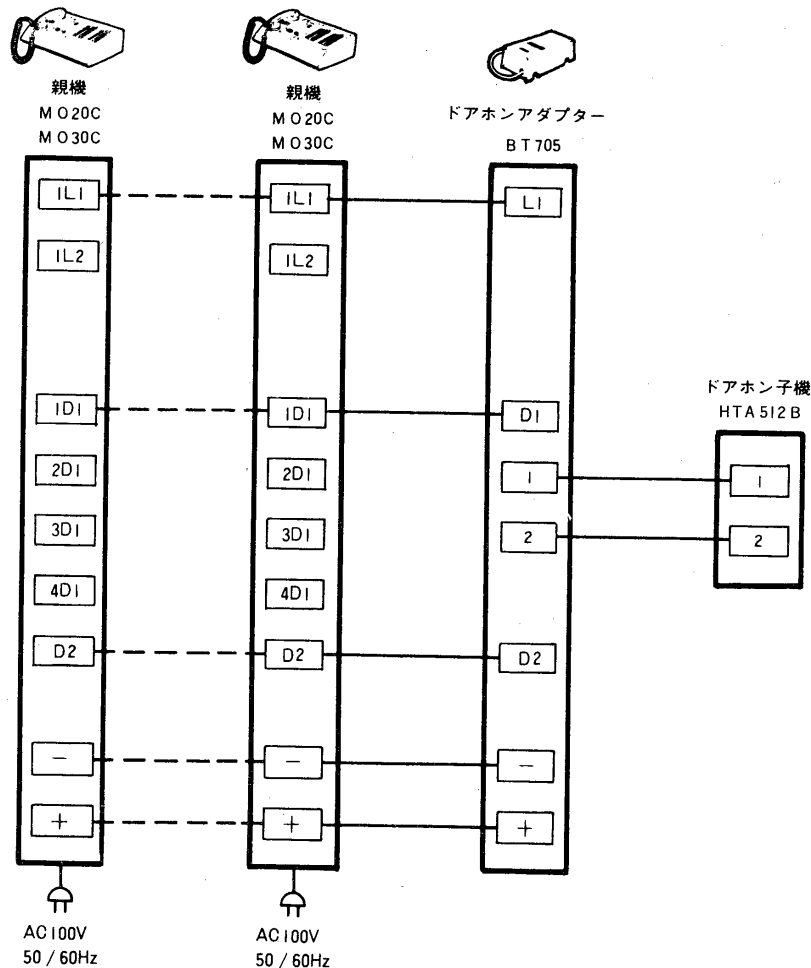 親機
MO20C
MO30C
親機
MO20C
MO30C
ドアホンアダプター
BT705
1L1
1L2
1D1
2D1
3D1
4D1
D2
−
+
AC100V
50/60Hz
1L1
1L2
1D1
2D1
3D1
4D1
D2
−
+
AC100V
50/60Hz
L1
D1
1
2
D2
−
+
ドアホン子機
HTA512B
1
2